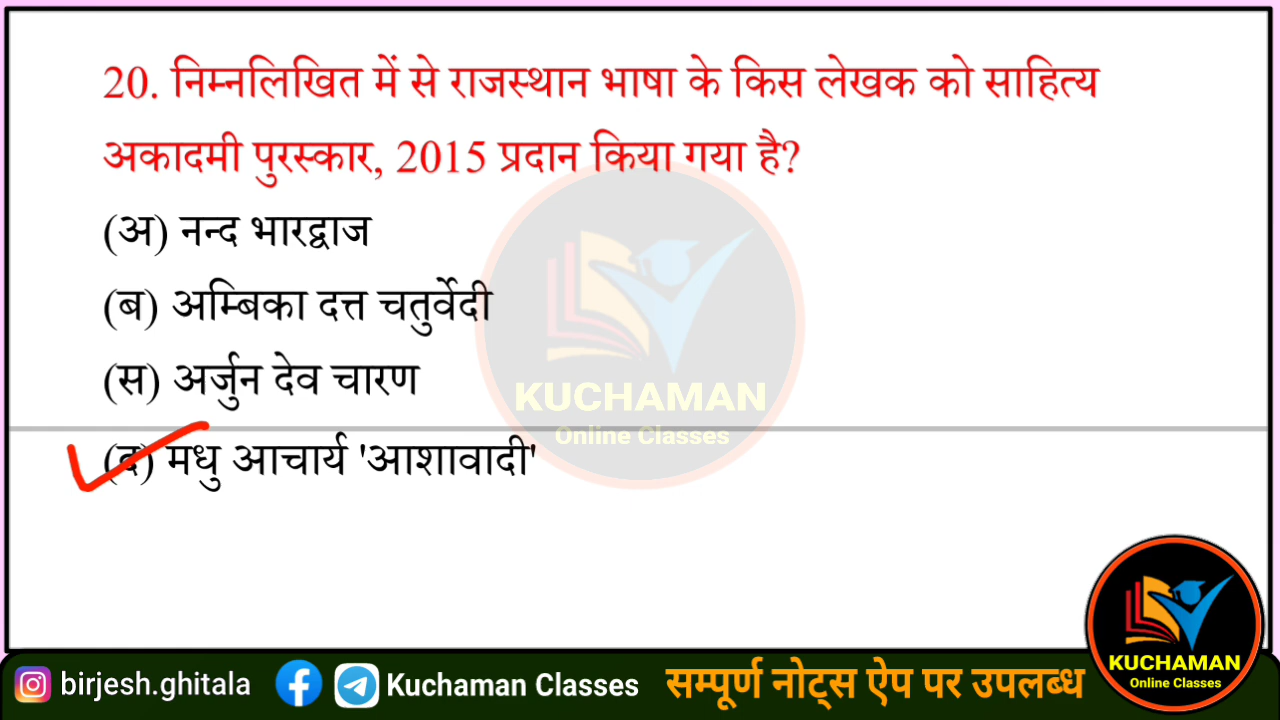 20. निम्नलिखित में से राजस्थान भाषा के किस लेखक को साहित्य
अकादमी पुरस्कार, 2015 प्रदान किया गया है?
(अ) नन्द भारद्वाज
(ब) अम्बिका दत्त चतुर्वेदी
(स) अर्जुन देव चारण
KUCHAMAN
Online Classes
(द) मधु आचार्य 'आशावादी'
KUCHAMAN
Online Classes
birjesh.ghitala
Kuchaman Classes
सम्पूर्ण नोट्स ऐप पर उपलब्ध